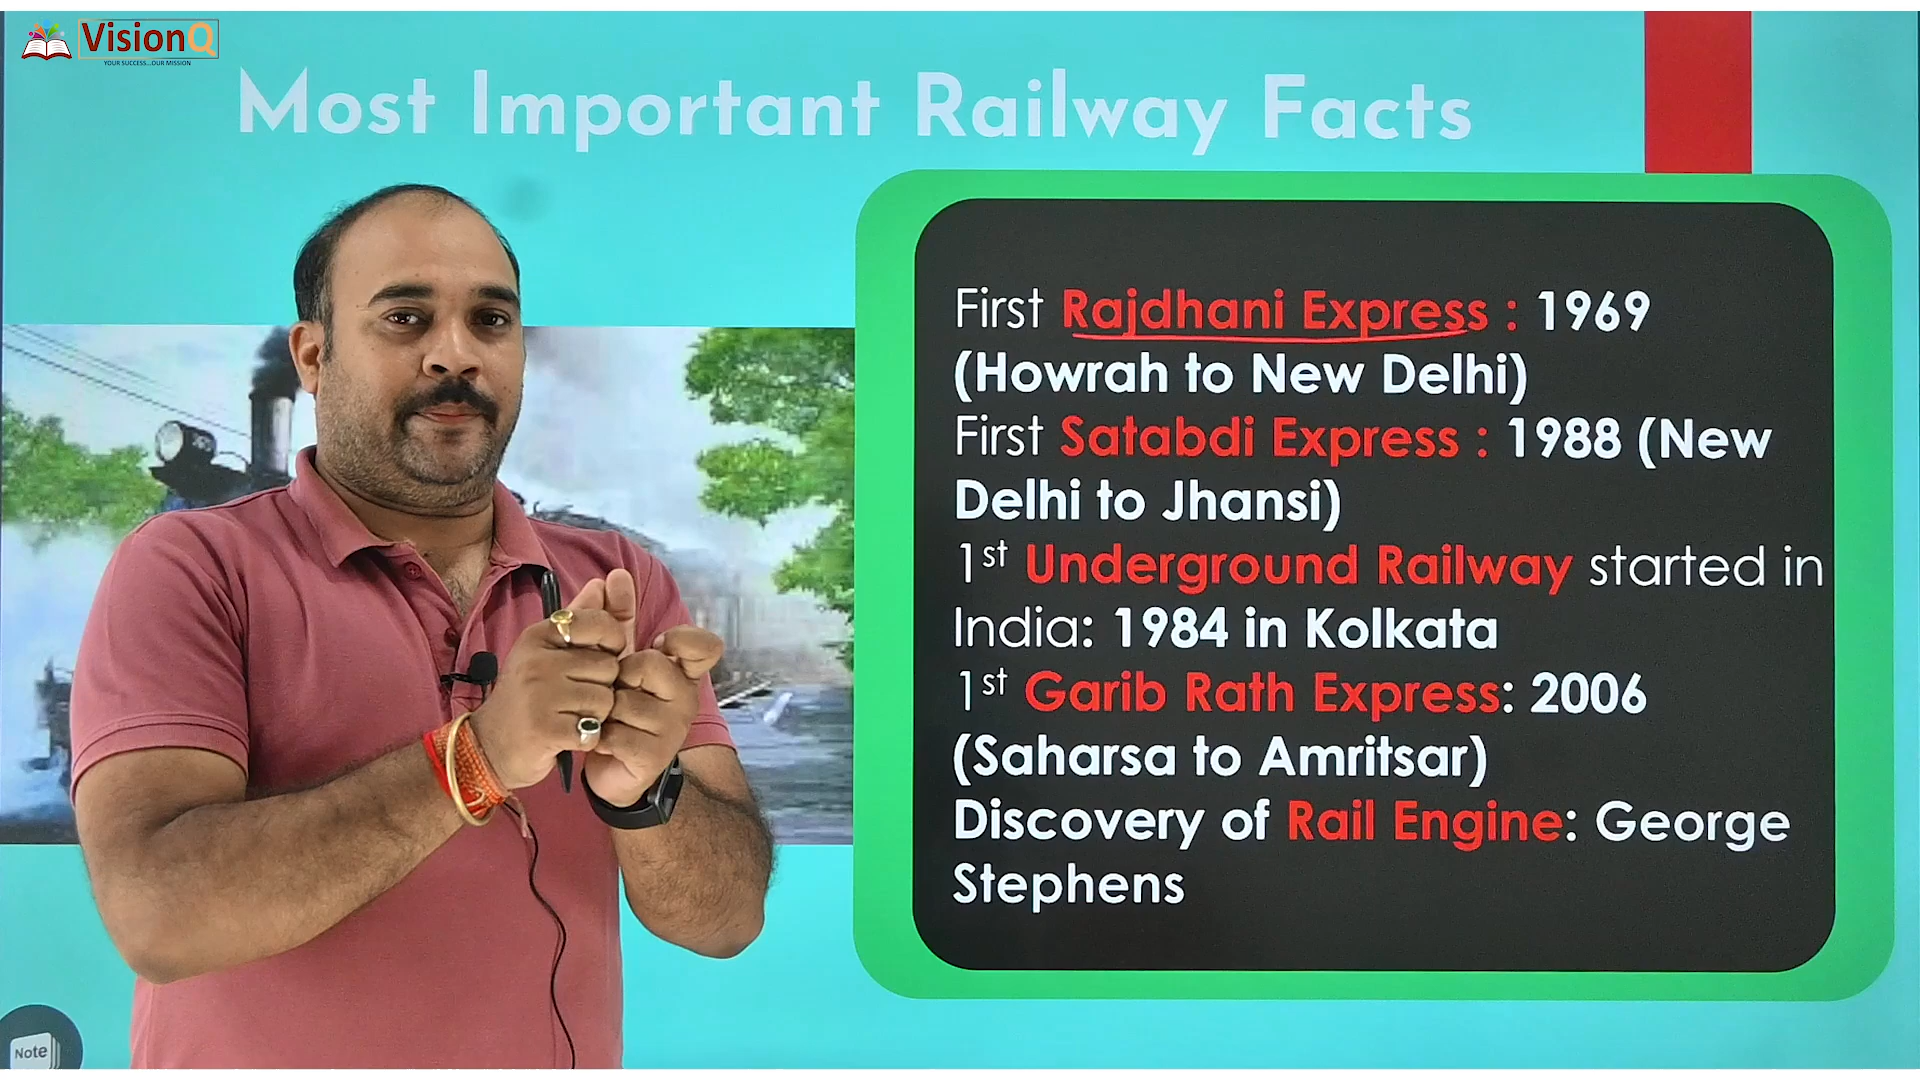 VisionQ
YOUR SUCCESS...OUR MISSION
Most Important Railway Facts
First Rajdhani Express : 1969
(Howrah to New Delhi)
First Satabdi Express : 1988 (New
Delhi to Jhansi)
1st Underground Railway started in
India: 1984 in Kolkata
1st Garib Rath Express: 2006
(Saharsa to Amritsar)
Discovery of Rail Engine: George
Stephens
Note